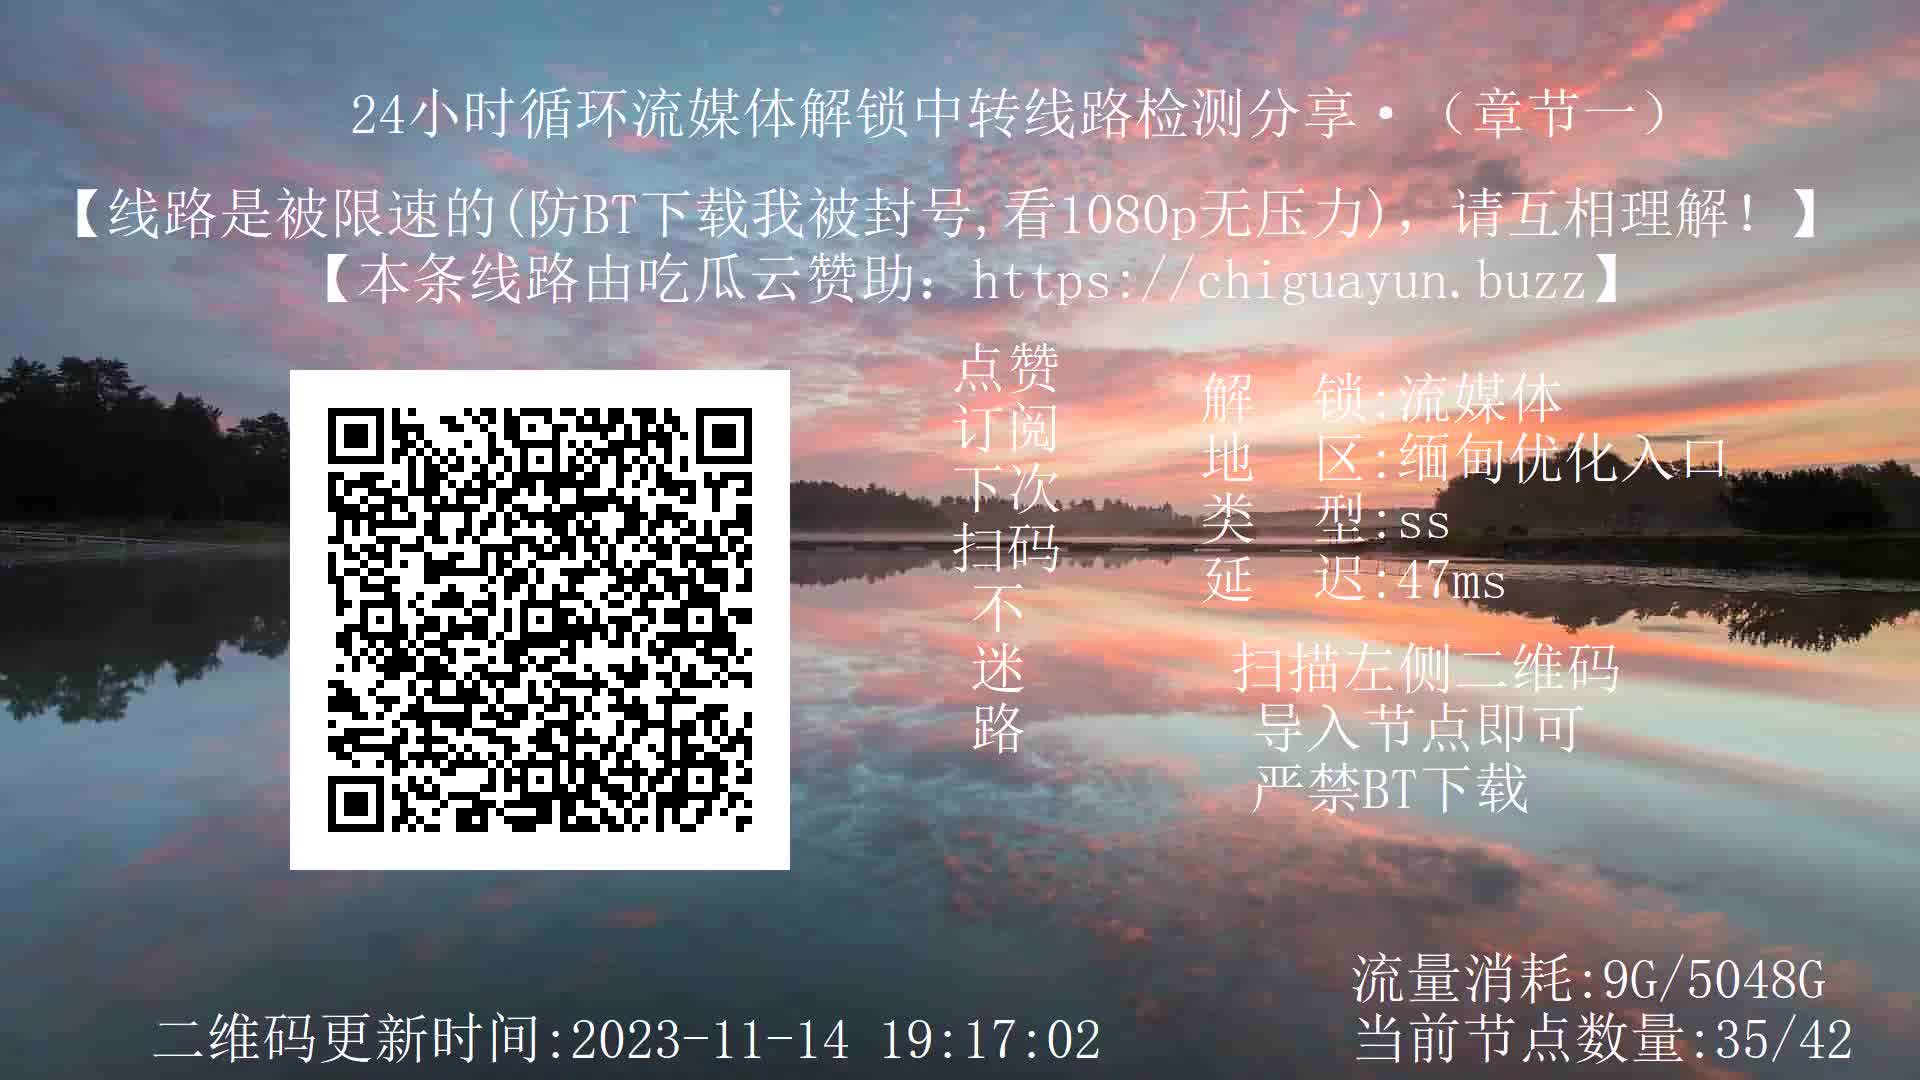 24小时循环流媒体解锁中转线路检测分享·（章节一）
【线路是被限速的(防BT下载我被封号,看1080p无压力)，请互相理解！】
【本条线路由吃瓜云赞助：https://chiguayun.buzz】
点赞
订阅
下次
扫码
不
迷
路
解 锁:流媒体
地 区:缅甸优化入口
类 型:ss
延 迟:47ms
扫描左侧二维码
导入节点即可
严禁BT下载
流量消耗:9G/5048G
二维码更新时间:2023-11-14 19:17:02
当前节点数量:35/42